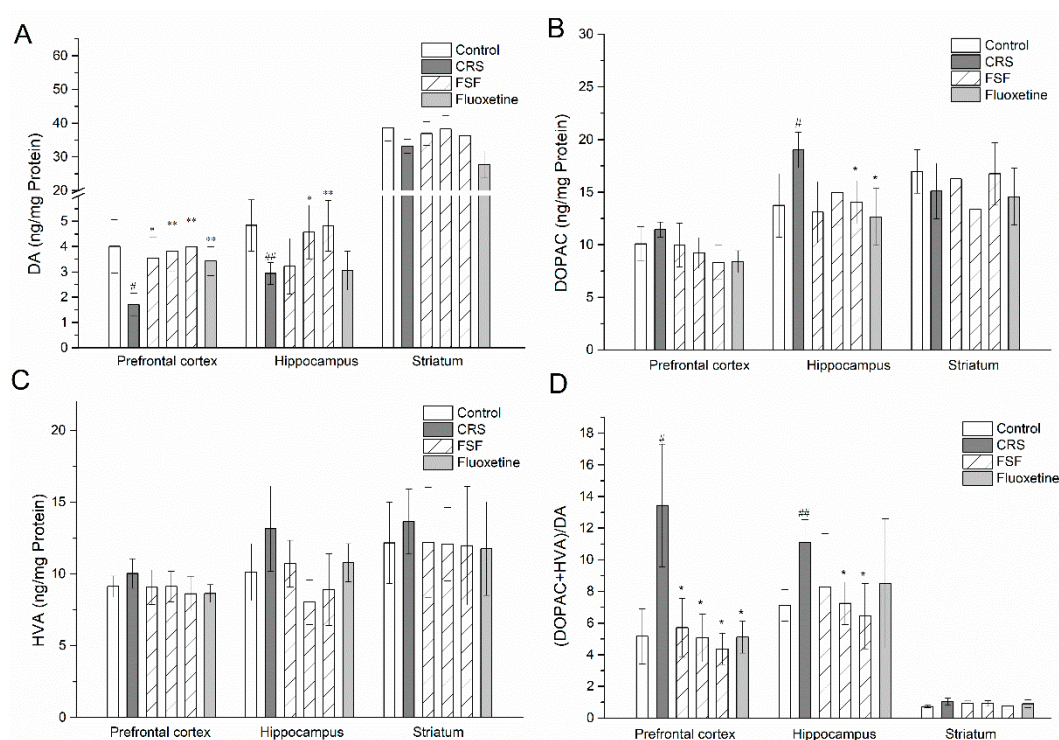 A
DA (ng/mg Protein)
60
50
40
30
20
5
4
3
2
1
0
Control
CRS
FSF
Fluoxetine
#
*
**
**
**
##
*
**
Prefrontal cortex
Hippocampus
Striatum
B
DOPAC (ng/mg Protein)
30
25
20
15
10
5
0
Control
CRS
FSF
Fluoxetine
#
*
*
Prefrontal cortex
Hippocampus
Striatum
C
HVA (ng/mg Protein)
20
15
10
5
0
Control
CRS
FSF
Fluoxetine
Prefrontal cortex
Hippocampus
Striatum
D
(DOPAC+HVA)/DA
18
16
14
12
10
8
6
4
2
0
Control
CRS
FSF
Fluoxetine
#
*
*
*
*
##
*
*
Prefrontal cortex
Hippocampus
Striatum